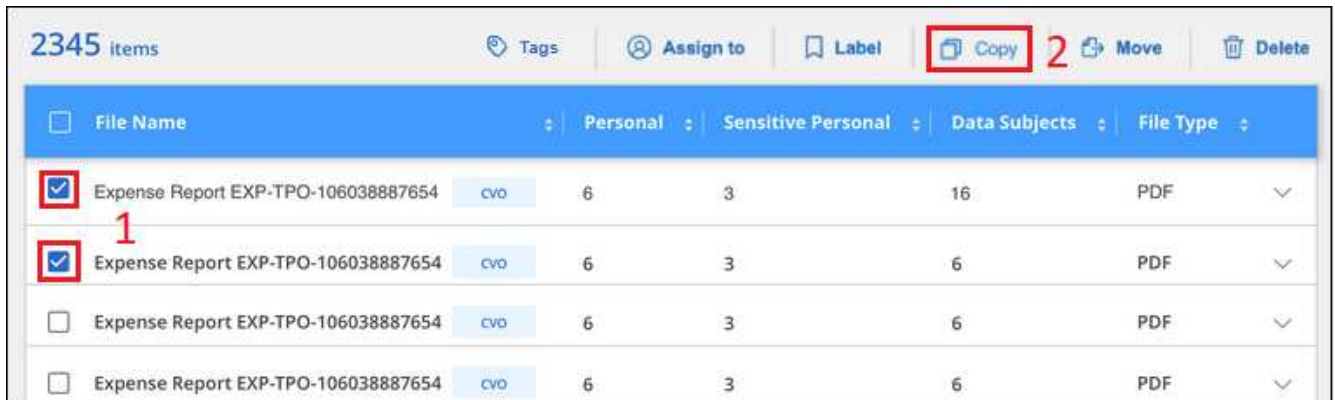 2345 items Tags Assign to Label Copy 2 Move Delete
File Name Personal Sensitive Personal Data Subjects File Type
Expense Report EXP-TPO-106038887654 CVO 6 3 16 PDF
1
Expense Report EXP-TPO-106038887654 CVO 6 3 6 PDF
Expense Report EXP-TPO-106038887654 CVO 6 3 6 PDF
Expense Report EXP-TPO-106038887654 CVO 6 3 6 PDF